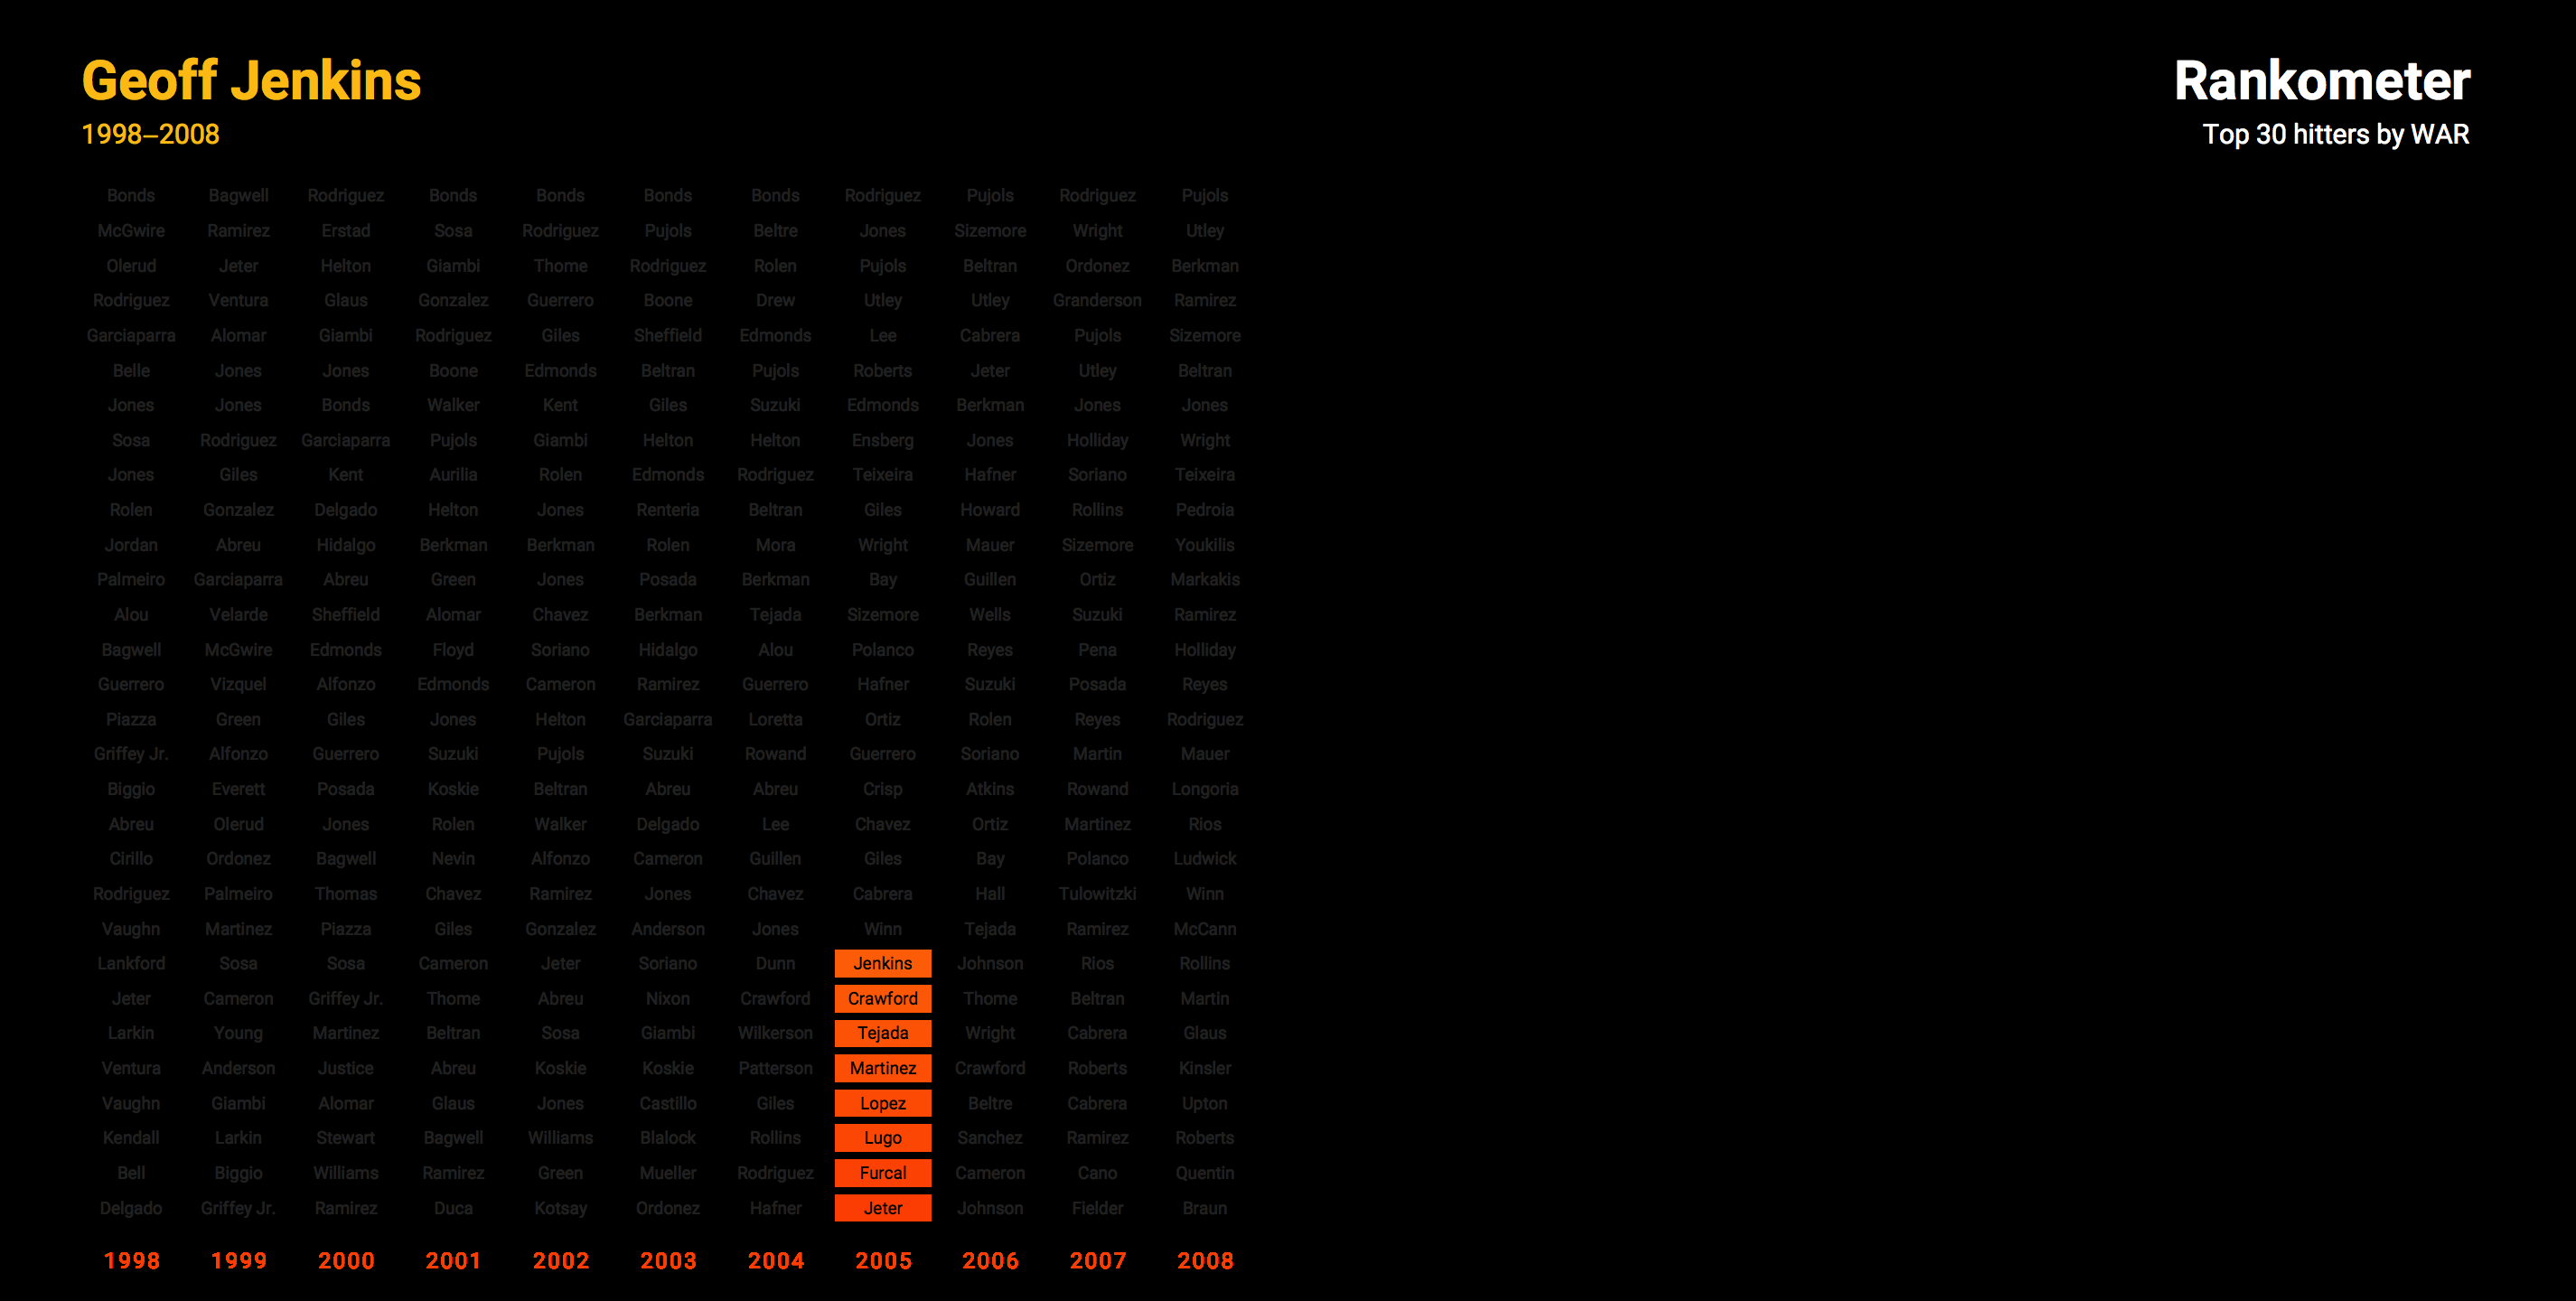 Geoff Jenkins
1998–2008
Rankometer
Top 30 hitters by WAR
Bonds Bagwell Rodriguez Bonds Bonds Bonds Bonds Rodriguez Pujols Rodriguez Pujols
McGwire Ramirez Erstad Sosa Rodriguez Pujols Beltre Jones Sizemore Wright Utley
Olerud Jeter Helton Giambi Thome Rodriguez Rolen Pujols Beltran Ordonez Berkman
Rodriguez Ventura Glaus Gonzalez Guerrero Boone Drew Utley Utley Granderson Ramirez
Garciaparra Alomar Giambi Rodriguez Giles Sheffield Edmonds Lee Cabrera Pujols Sizemore
Belle Jones Jones Boone Edmonds Beltran Pujols Roberts Jeter Utley Beltran
Jones Jones Bonds Walker Kent Giles Suzuki Edmonds Berkman Jones Jones
Sosa Rodriguez Garciaparra Pujols Giambi Helton Helton Ensberg Jones Holliday Wright
Jones Giles Kent Aurilia Rolen Edmonds Rodriguez Teixeira Hafner Soriano Teixeira
Rolen Gonzalez Delgado Helton Jones Renteria Beltran Giles Howard Rollins Pedroia
Jordan Abreu Hidalgo Berkman Berkman Rolen Mora Wright Mauer Sizemore Youkilis
Palmeiro Garciaparra Abreu Green Jones Posada Berkman Bay Guillen Ortiz Markakis
Alou Velarde Sheffield Alomar Chavez Berkman Tejada Sizemore Wells Suzuki Ramirez
Bagwell McGwire Edmonds Floyd Soriano Hidalgo Alou Polanco Reyes Pena Holliday
Guerrero Vizquel Alfonzo Edmonds Cameron Ramirez Guerrero Hafner Suzuki Posada Reyes
Piazza Green Giles Jones Helton Garciaparra Loretta Ortiz Rolen Reyes Rodriguez
Griffey Jr. Alfonzo Guerrero Suzuki Pujols Suzuki Rowand Guerrero Soriano Martin Mauer
Biggio Everett Posada Koskie Beltran Abreu Abreu Crisp Atkins Rowand Longoria
Abreu Olerud Jones Rolen Walker Delgado Lee Chavez Ortiz Martinez Rios
Cirillo Ordonez Bagwell Nevin Alfonzo Cameron Guillen Giles Bay Polanco Ludwick
Rodriguez Palmeiro Thomas Chavez Ramirez Jones Chavez Cabrera Hall Tulowitzki Winn
Vaughn Martinez Piazza Giles Gonzalez Anderson Jones Winn Tejada Ramirez McCann
Lankford Sosa Sosa Cameron Jeter Soriano Dunn Jenkins Johnson Rios Rollins
Jeter Cameron Griffey Jr. Thome Abreu Nixon Crawford Crawford Thome Beltran Martin
Larkin Young Martinez Beltran Sosa Giambi Wilkerson Tejada Wright Cabrera Glaus
Ventura Anderson Justice Abreu Koskie Koskie Patterson Martinez Crawford Roberts Kinsler
Vaughn Giambi Alomar Glaus Jones Castillo Giles Lopez Beltre Cabrera Upton
Kendall Larkin Stewart Bagwell Williams Blalock Rollins Lugo Sanchez Ramirez Roberts
Bell Biggio Williams Ramirez Green Mueller Rodriguez Furcal Cameron Cano Quentin
Delgado Griffey Jr. Ramirez Duca Kotsay Ordonez Hafner Jeter Johnson Fielder Braun
1998 1999 2000 2001 2002 2003 2004 2005 2006 2007 2008